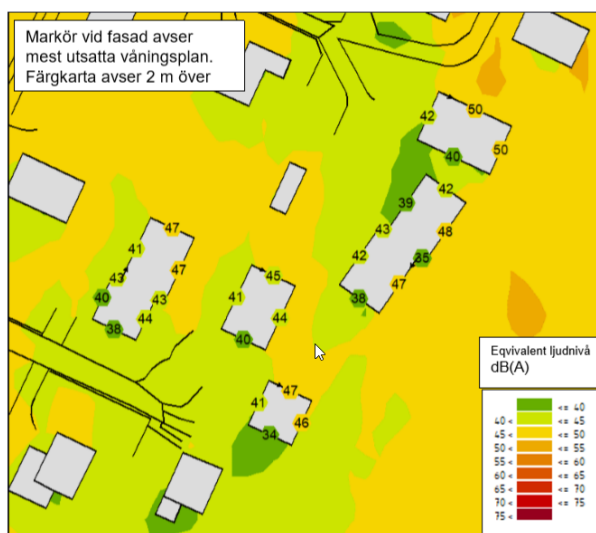 Markör vid fasad avser
mest utsatta våningsplan.
Färgkarta avser 2 m över
50
42
50
40
42
39
43
48
42
35
47
38
47
41
47
43
40
43
44
38
45
41
44
40
47
41
46
34
Eqvivalent ljudnivå
dB(A)
<= 40
40 < <= 45
45 < <= 50
50 < <= 55
55 < <= 60
60 < <= 65
65 < <= 70
70 < <= 75
75 <